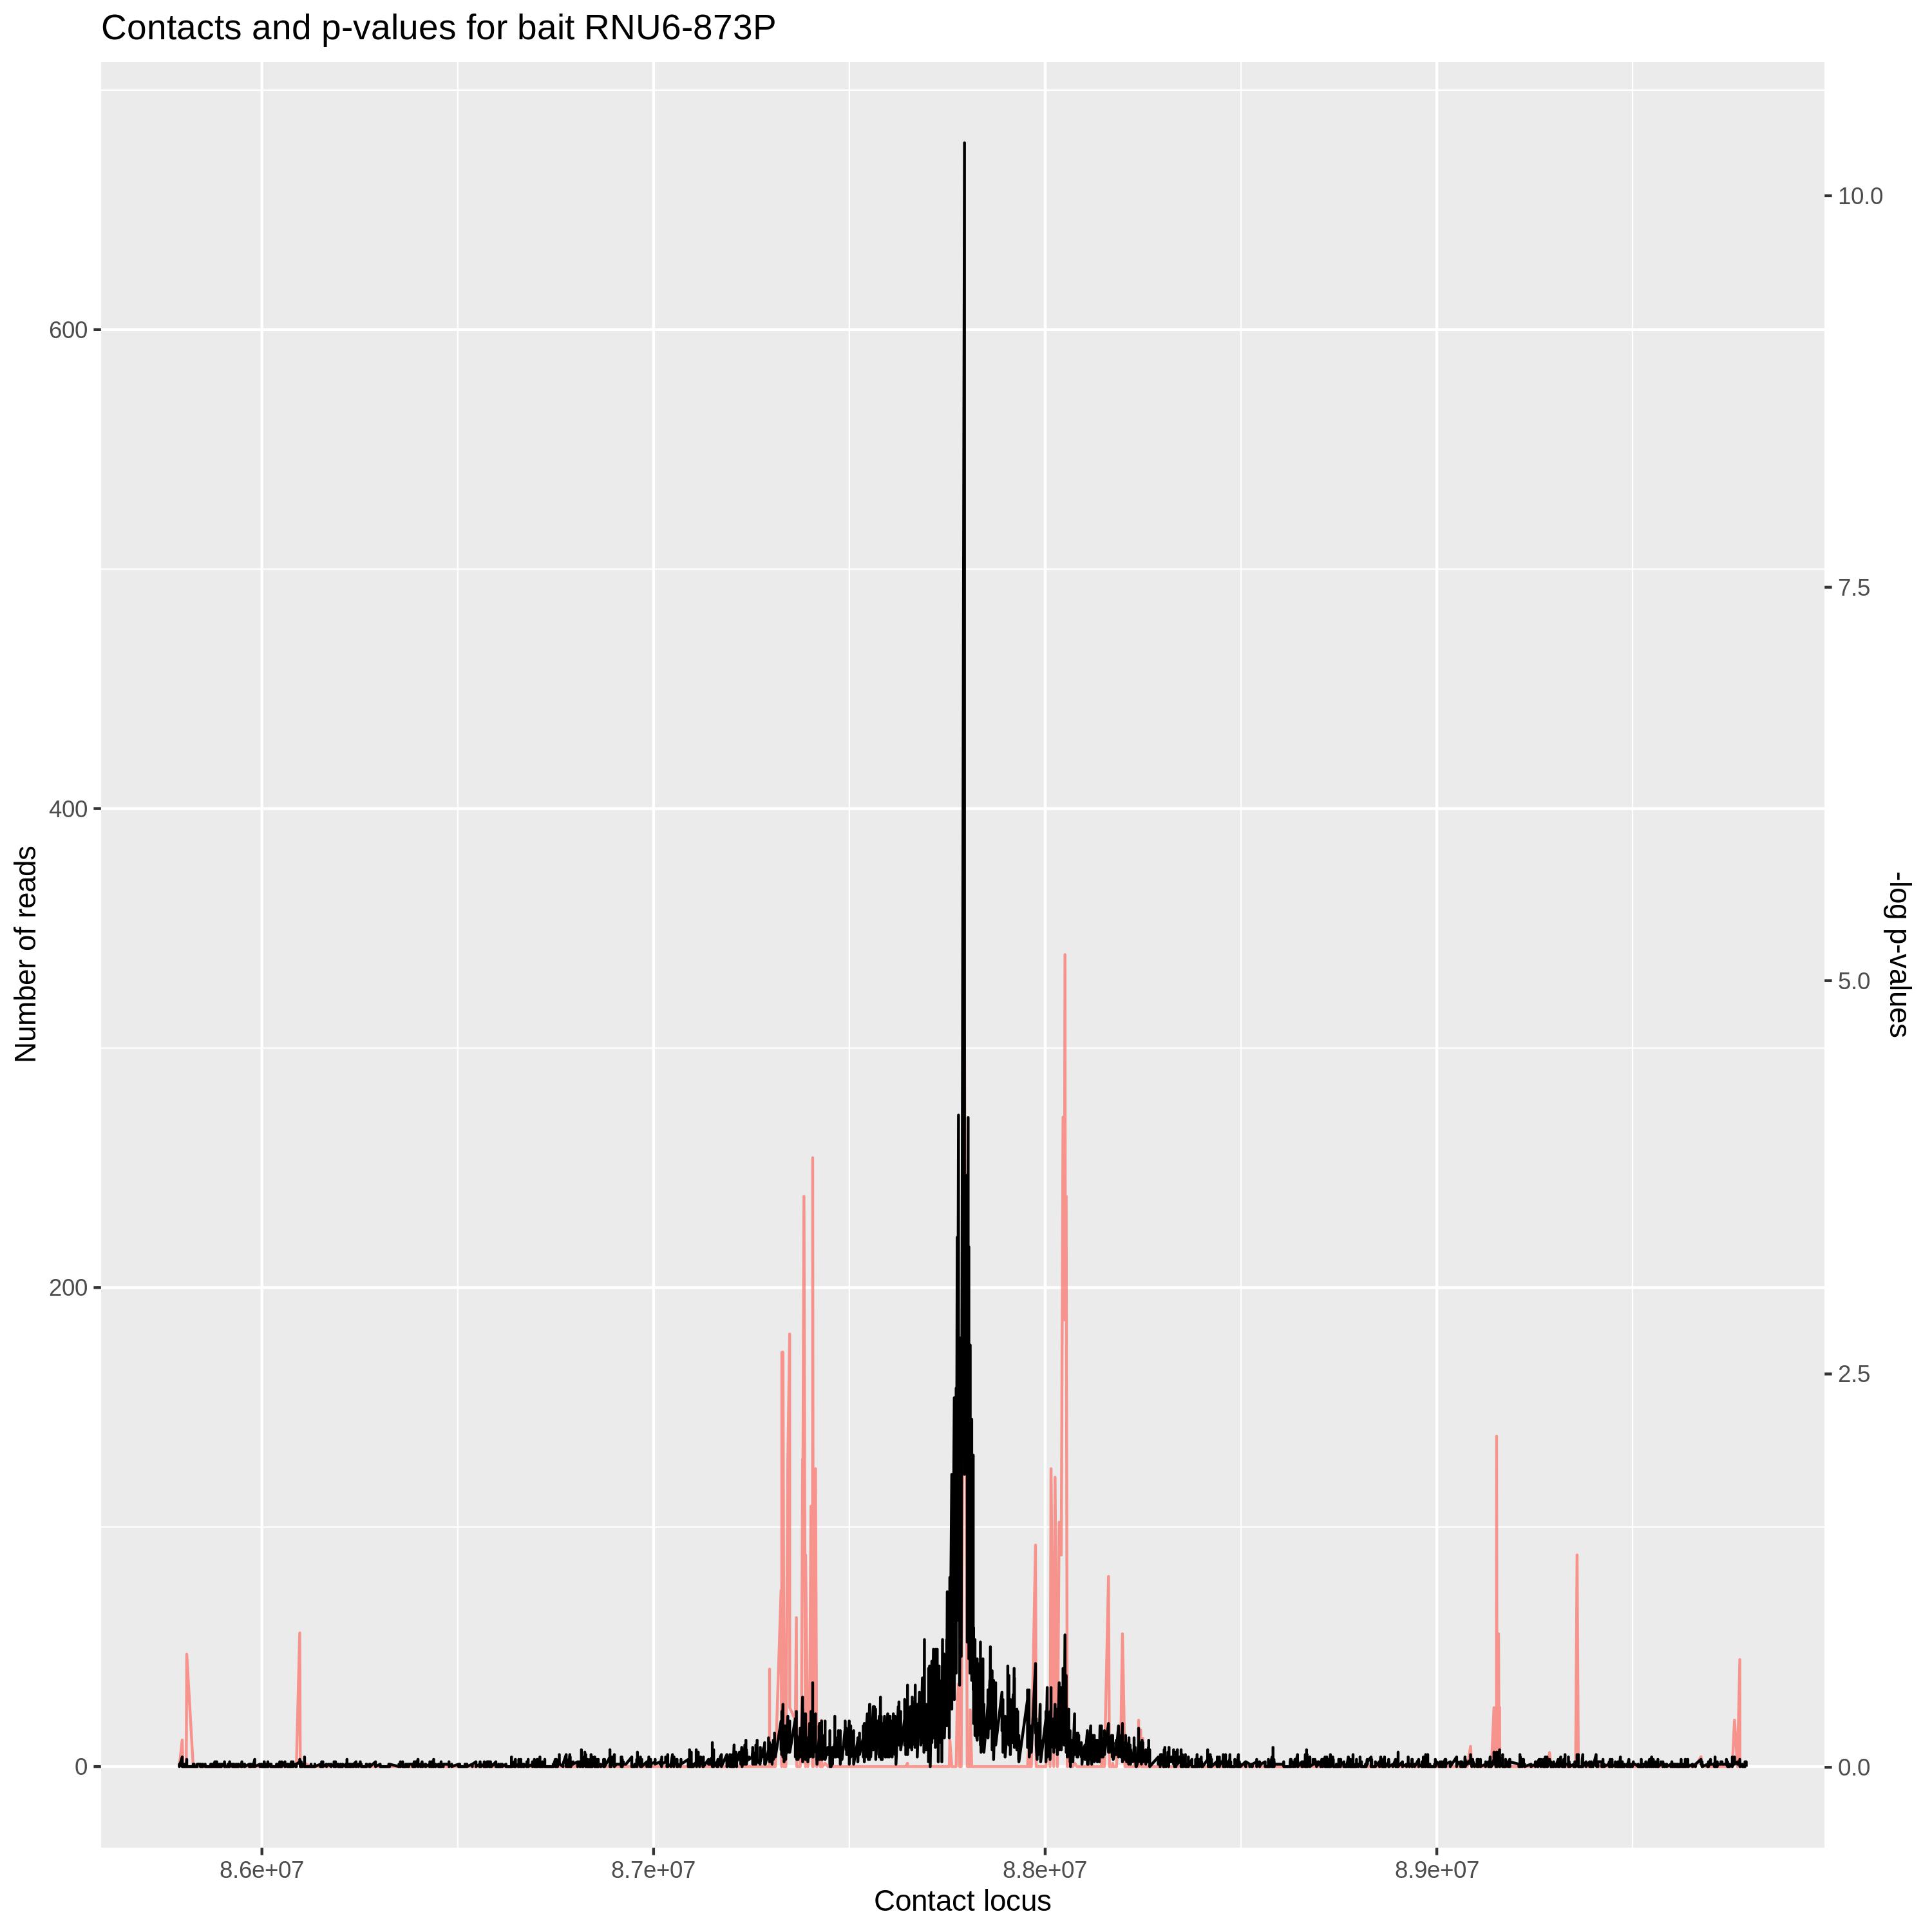 Contacts and p-values for bait RNU6-873P
600
400
200
0
Number of reads
10.0
7.5
5.0
2.5
0.0
-log p-values
8.6e+07
8.7e+07
8.8e+07
8.9e+07
Contact locus